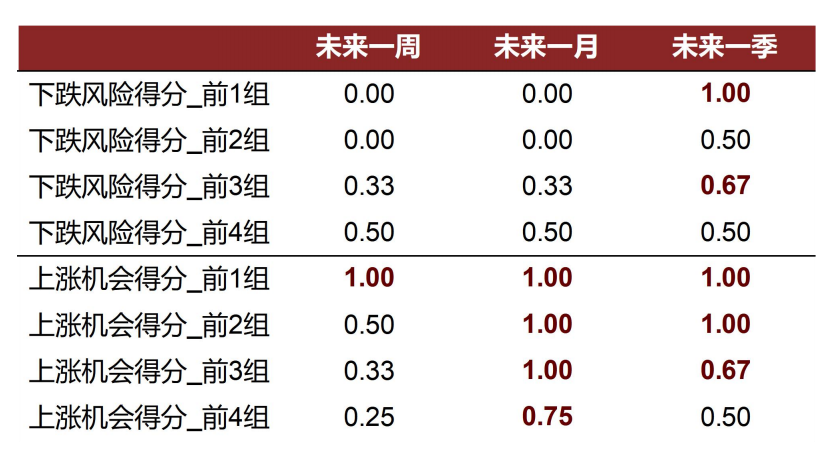 未来一周 未来一月 未来一季
下跌风险得分_前1组 0.00 0.00 1.00
下跌风险得分_前2组 0.00 0.00 0.50
下跌风险得分_前3组 0.33 0.33 0.67
下跌风险得分_前4组 0.50 0.50 0.50
上涨机会得分_前1组 1.00 1.00 1.00
上涨机会得分_前2组 0.50 1.00 1.00
上涨机会得分_前3组 0.33 1.00 0.67
上涨机会得分_前4组 0.25 0.75 0.50